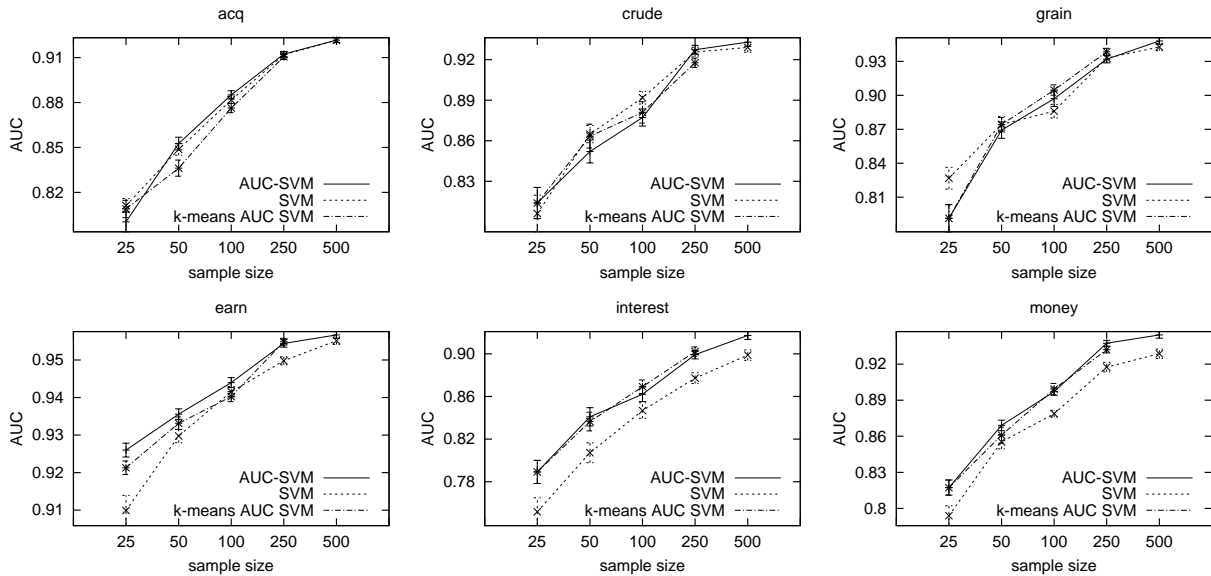 acq
AUC
0.91
0.88
0.85
0.82
AUC-SVM
SVM
k-means AUC SVM
25 50 100 250 500
sample size
crude
AUC
0.92
0.89
0.86
0.83
AUC-SVM
SVM
k-means AUC SVM
25 50 100 250 500
sample size
grain
AUC
0.93
0.90
0.87
0.84
0.81
AUC-SVM
SVM
k-means AUC SVM
25 50 100 250 500
sample size
earn
AUC
0.95
0.94
0.93
0.92
0.91
AUC-SVM
SVM
k-means AUC SVM
25 50 100 250 500
sample size
interest
AUC
0.90
0.86
0.82
0.78
AUC-SVM
SVM
k-means AUC SVM
25 50 100 250 500
sample size
money
AUC
0.92
0.89
0.86
0.83
0.8
AUC-SVM
SVM
k-means AUC SVM
25 50 100 250 500
sample size